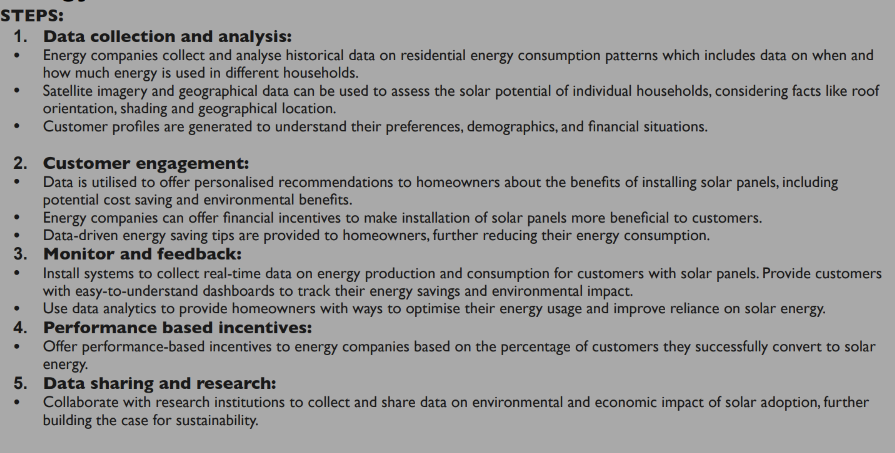 STEPS:
1. Data collection and analysis:
• Energy companies collect and analyse historical data on residential energy consumption patterns which includes data on when and
how much energy is used in different households.
• Satellite imagery and geographical data can be used to assess the solar potential of individual households, considering facts like roof
orientation, shading and geographical location.
• Customer profiles are generated to understand their preferences, demographics, and financial situations.
2. Customer engagement:
• Data is utilised to offer personalised recommendations to homeowners about the benefits of installing solar panels, including
potential cost saving and environmental benefits.
• Energy companies can offer financial incentives to make installation of solar panels more beneficial to customers.
• Data-driven energy saving tips are provided to homeowners, further reducing their energy consumption.
3. Monitor and feedback:
• Install systems to collect real-time data on energy production and consumption for customers with solar panels. Provide customers
with easy-to-understand dashboards to track their energy savings and environmental impact.
• Use data analytics to provide homeowners with ways to optimise their energy usage and improve reliance on solar energy.
4. Performance based incentives:
• Offer performance-based incentives to energy companies based on the percentage of customers they successfully convert to solar
energy.
5. Data sharing and research:
• Collaborate with research institutions to collect and share data on environmental and economic impact of solar adoption, further
building the case for sustainability.